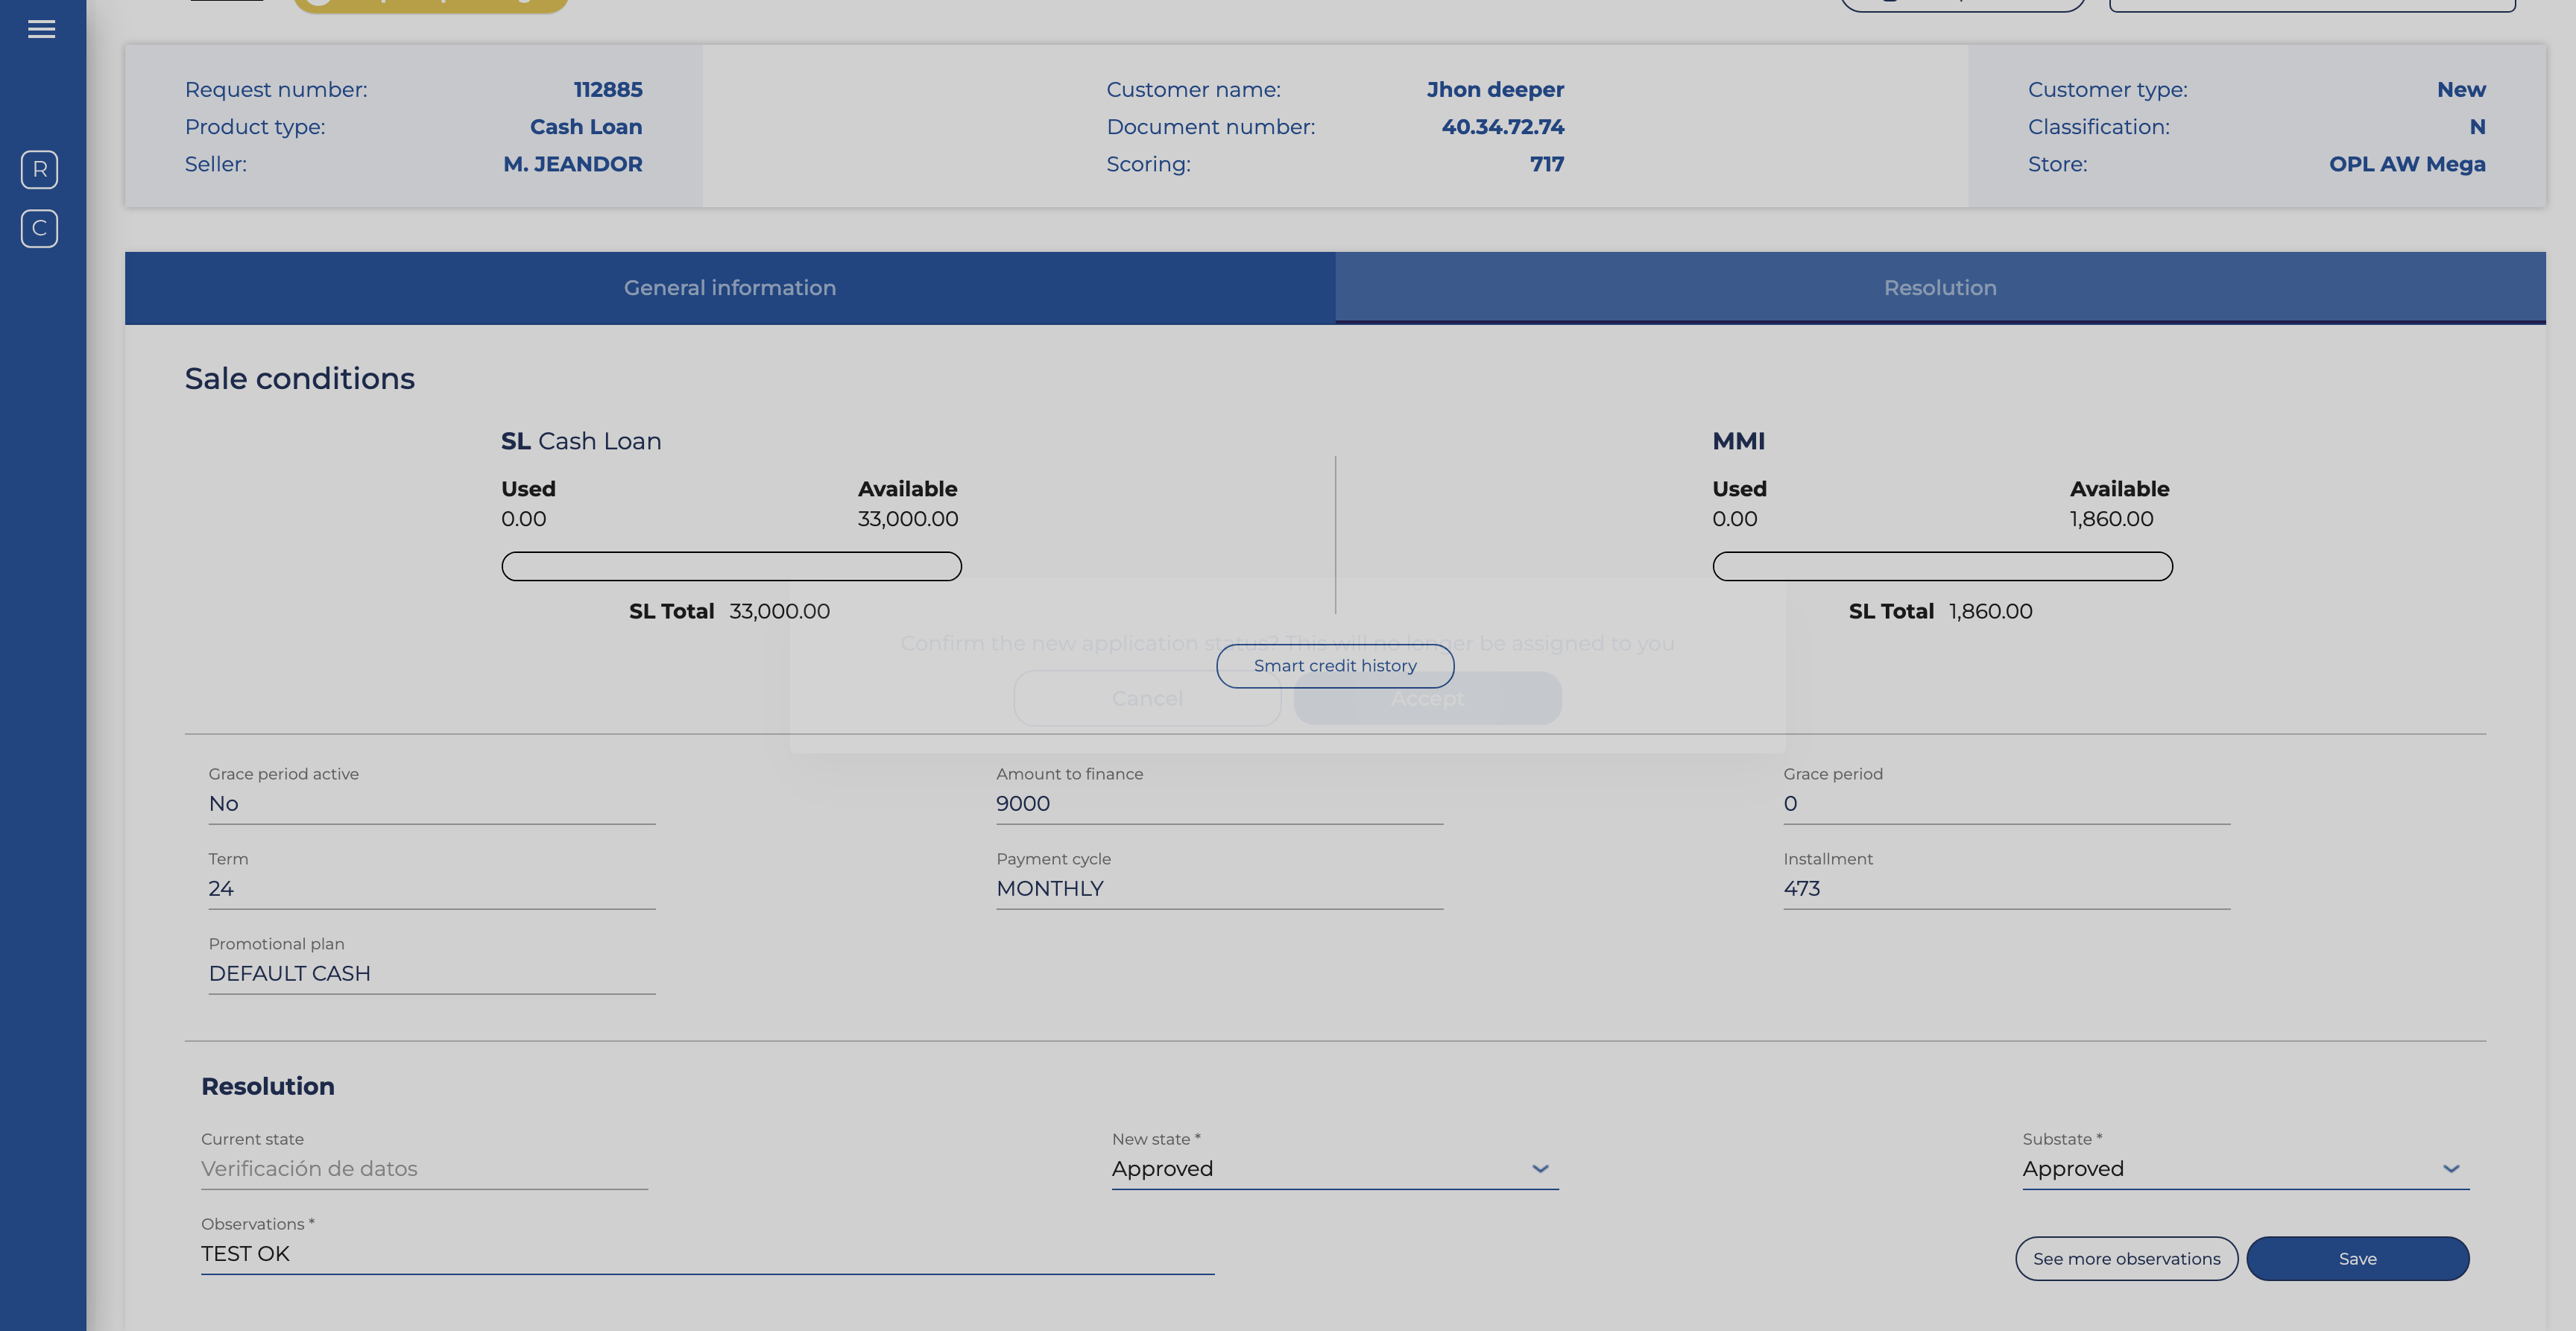 R
C
Request number: 112885
Product type: Cash Loan
Seller: M. JEANDOR
Customer name: Jhon deeper
Document number: 40.34.72.74
Scoring: 717
Customer type: New
Classification: N
Store: OPL AW Mega
General information
Resolution
Sale conditions
SL Cash Loan
Used Available
0.00 33,000.00
SL Total 33,000.00
MMI
Used Available
0.00 1,860.00
SL Total 1,860.00
Confirm the new application status? This will no longer be assigned to you
Smart credit history
Cancel Accept
Grace period active
No
Amount to finance
9000
Grace period
0
Term
24
Payment cycle
MONTHLY
Installment
473
Promotional plan
DEFAULT CASH
Resolution
Current state
Verificación de datos
New state *
Approved
Substate *
Approved
Observations *
TEST OK
See more observations
Save